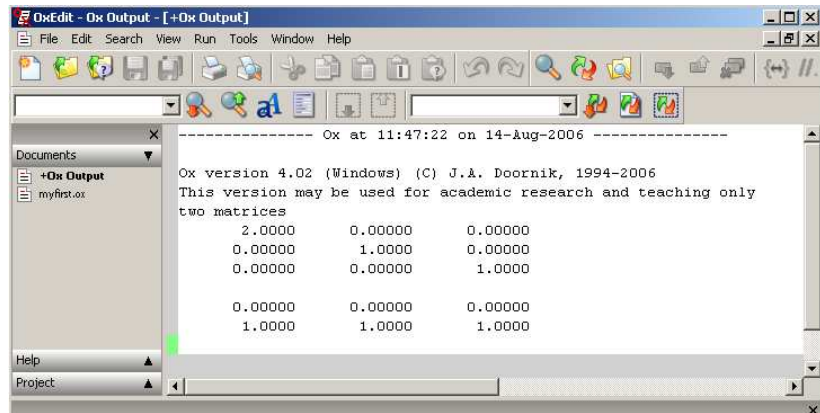 OxEdit - Ox Output - [+Ox Output]
File Edit Search View Run Tools Window Help
--------------- Ox at 11:47:22 on 14-Aug-2006 ---------------
Documents
+Ox Output
myfirst.ox
Ox version 4.02 (Windows) (C) J.A. Doornik, 1994-2006
This version may be used for academic research and teaching only
two matrices
2.0000 0.00000 0.00000
0.00000 1.0000 0.00000
0.00000 0.00000 1.0000
0.00000 0.00000 0.00000
1.0000 1.0000 1.0000
Help
Project